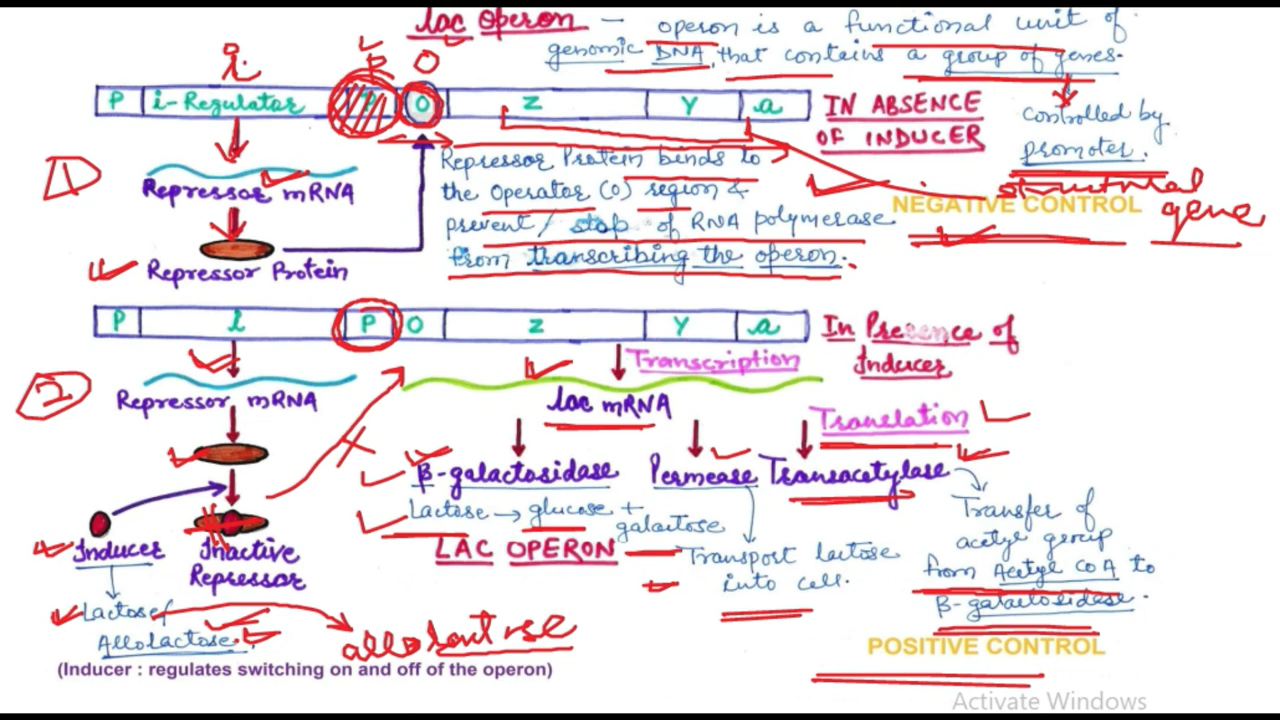 lac Operon – operon is a functional unit of
genomic DNA, that contains a group of genes.
controlled by
promoter.
i P O
P i-Regulator P O Z Y a
IN ABSENCE
OF INDUCER
structural
gene
NEGATIVE CONTROL
1
Repressor mRNA
Repressor Protein
Repressor Protein binds to
the Operator (O) region &
prevent / stop of RNA polymerase
from transcribing the operon.
P i P O Z Y a
In Presence of
Inducer
2
Repressor mRNA
Transcription
lac mRNA
Translation
β-galactosidase Permease Transacetylase
Lactose → glucose +
galactose
LAC OPERON
Transport lactose
into cell.
Transfer of
acetyl group
from Acetyl CoA to
β-galactosidase.
Inducer
Inactive
Repressor
Lactose/
Allolactose.
allolactose
POSITIVE CONTROL
(Inducer : regulates switching on and off of the operon)
Activate Windows